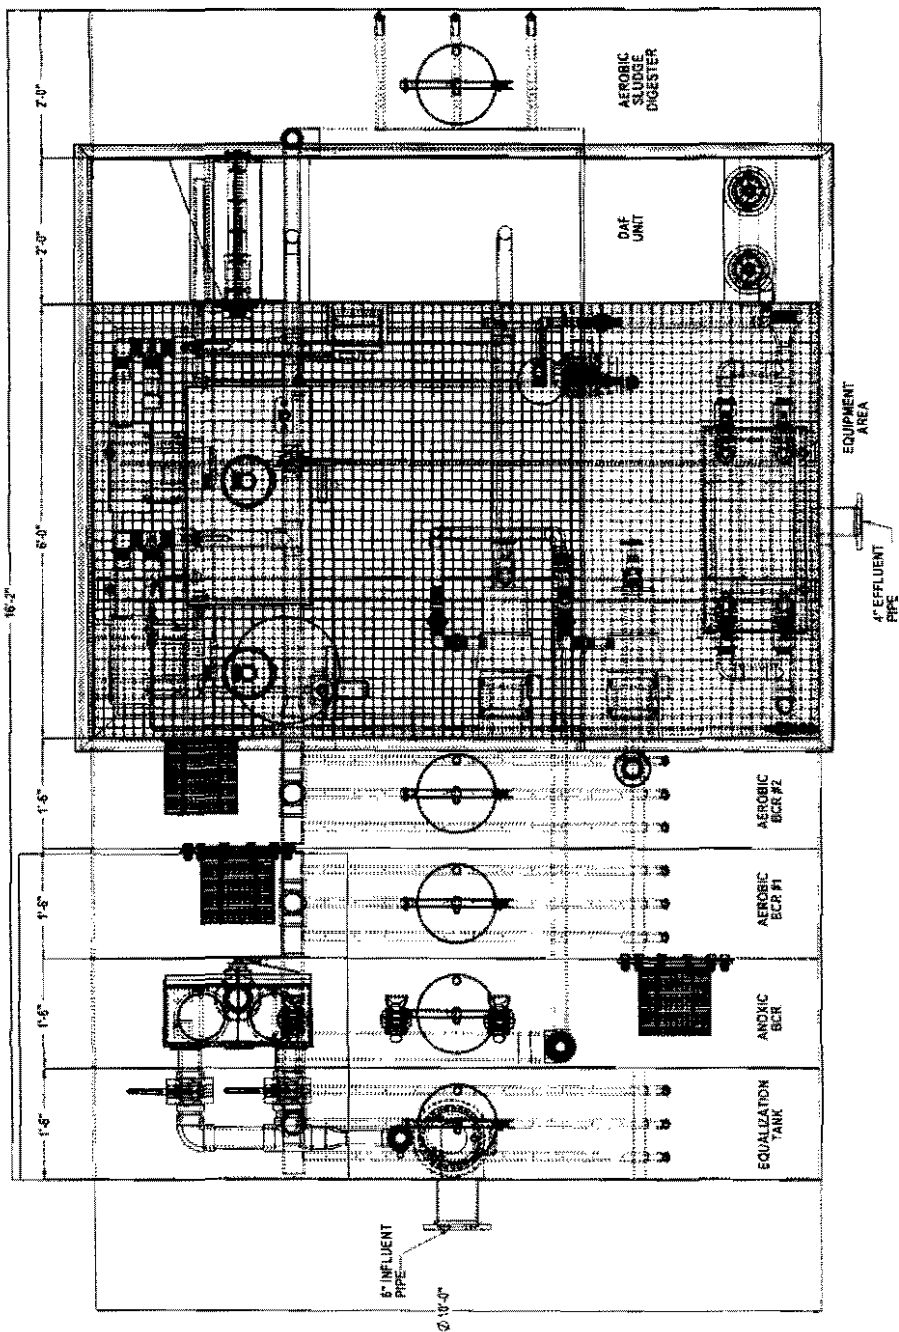 16'-2"
1'-6"
1'-6"
1'-6"
1'-6"
6'-0"
2'-0"
2'-0"
6" INFLUENT
PIPE
Ø 10'-0"
EQUALIZATION
TANK
ANOXIC
BCR
AEROBIC
BCR #1
AEROBIC
BCR #2
DAF
UNIT
AEROBIC
SLUDGE
DIGESTER
EQUIPMENT
AREA
4" EFFLUENT
PIPE